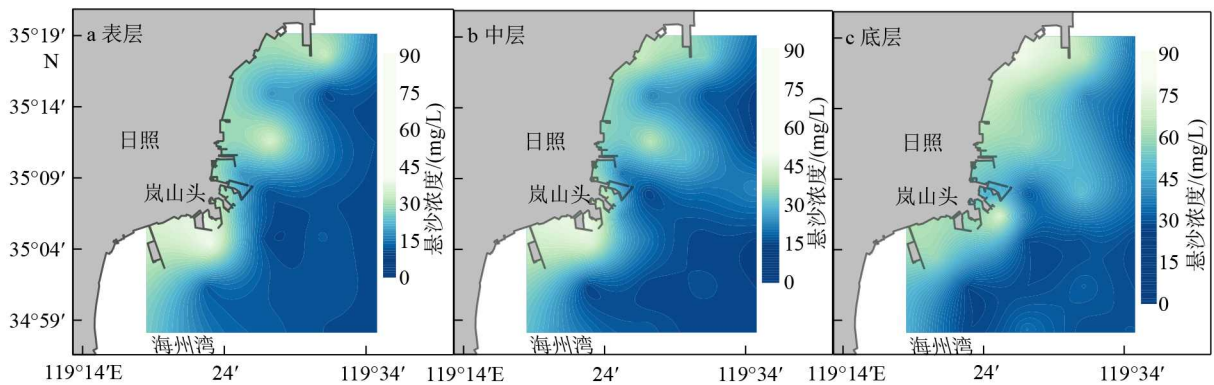 a 表层
b 中层
c 底层
35°19′
N
35°14′
35°09′
35°04′
34°59′
日照
岚山头
海州湾
90
75
60
45
30
15
0
悬沙浓度/(mg/L)
日照
岚山头
海州湾
90
75
60
45
30
15
0
悬沙浓度/(mg/L)
日照
岚山头
海州湾
90
75
60
45
30
15
0
悬沙浓度/(mg/L)
119°14′E
24′
119°34′
119°14′E
24′
119°34′
119°14′E
24′
119°34′